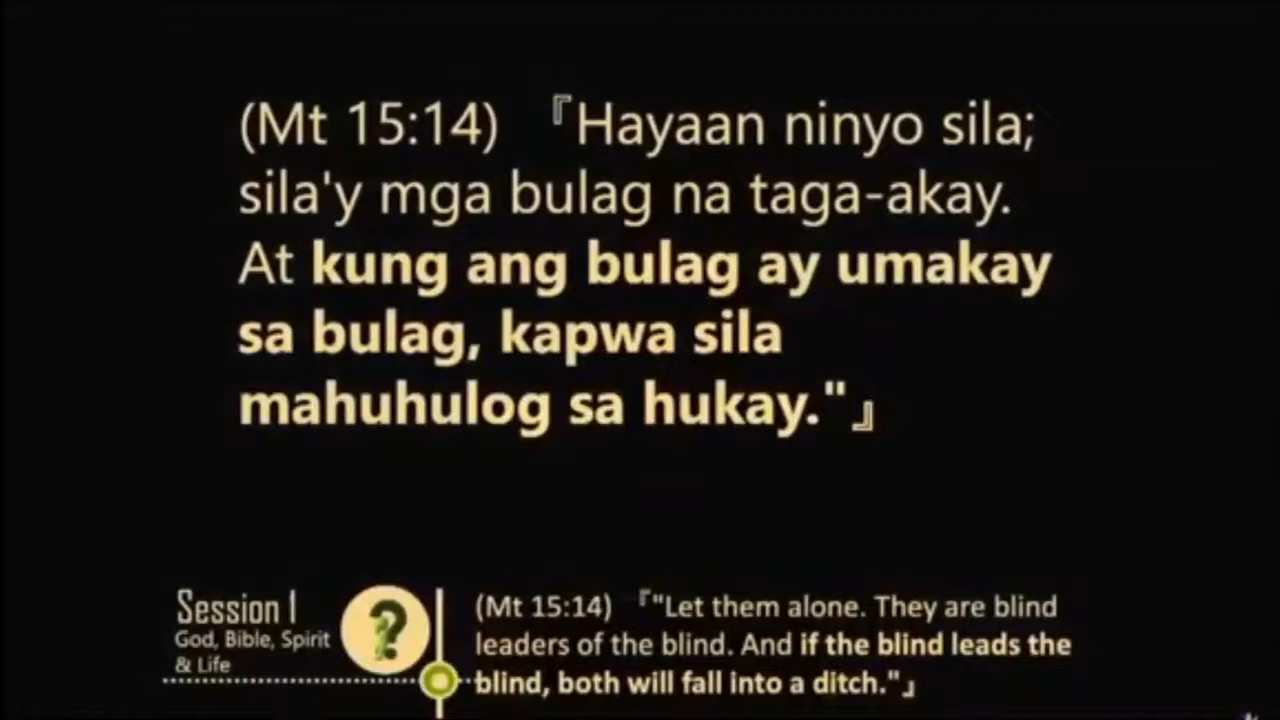 (Mt 15:14) 『Hayaan ninyo sila;
sila'y mga bulag na taga-akay.
At kung ang bulag ay umakay
sa bulag, kapwa sila
mahuhulog sa hukay."』
Session 1
God, Bible, Spirit
& Life
?
(Mt 15:14) 『"Let them alone. They are blind
leaders of the blind. And if the blind leads the
blind, both will fall into a ditch."』